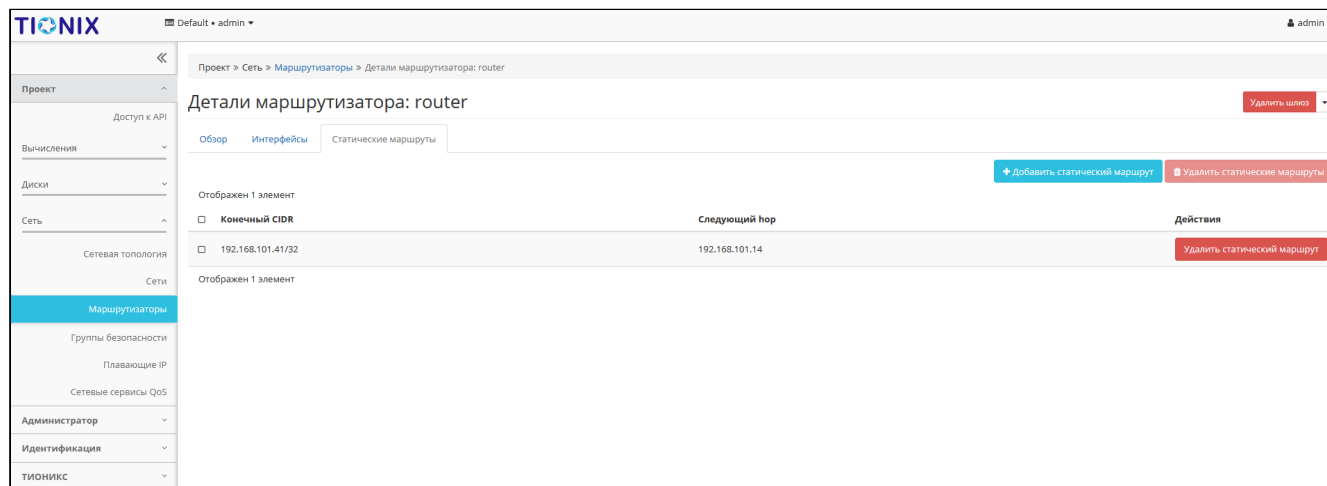 TIONIX
Default • admin
admin
Проект » Сеть » Маршрутизаторы » Детали маршрутизатора: router
Проект
Доступ к API
Вычисления
Диски
Сеть
Сетевая топология
Сети
Маршрутизаторы
Группы безопасности
Плавающие IP
Сетевые сервисы QoS
Администратор
Идентификация
ТИОНИКС
Детали маршрутизатора: router
Удалить шлюз
Обзор Интерфейсы Статические маршруты
+ Добавить статический маршрут Удалить статические маршруты
Отображен 1 элемент
Конечный CIDR Следующий hop Действия
192.168.101.41/32 192.168.101.14 Удалить статический маршрут
Отображен 1 элемент